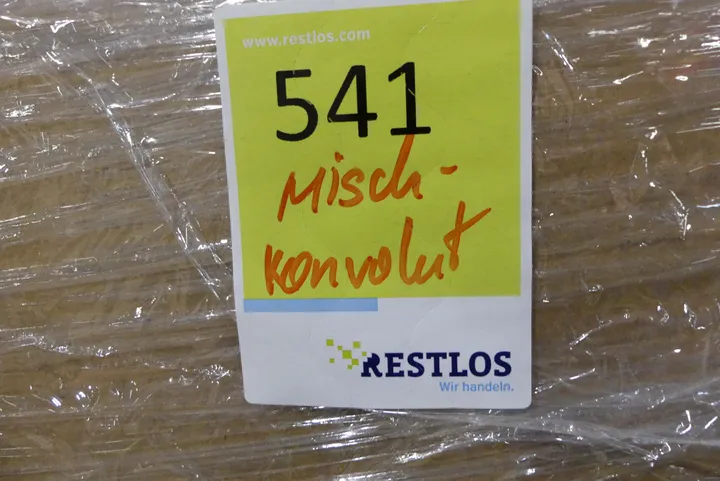 www.restlos.com
541
Misch-
Konvolut
RESTLOS
Wir handeln.